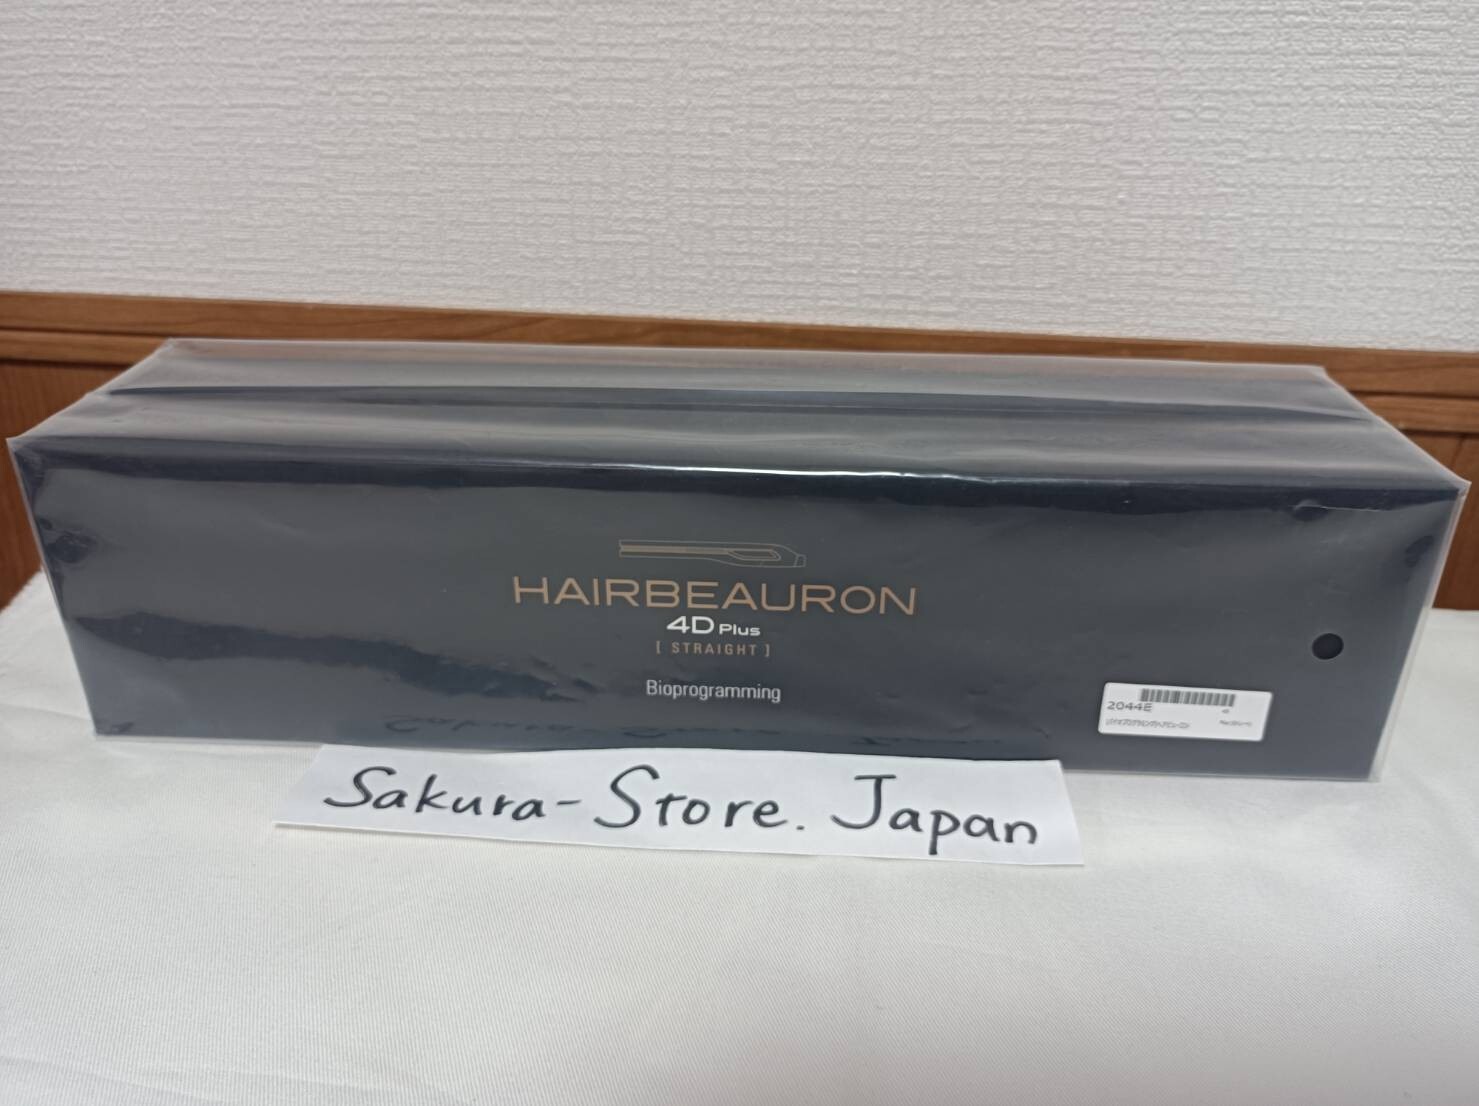 HAIRBEAURON
4D Plus
[ STRAIGHT ]
Bioprogramming
2044E
Sakura-Store. Japan